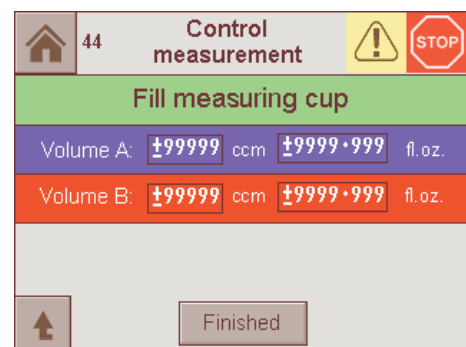 44
Control
measurement
STOP
Fill measuring cup
Volume A: ±99999 ccm ±9999.999 fl.oz.
Volume B: ±99999 ccm ±9999.999 fl.oz.
Finished